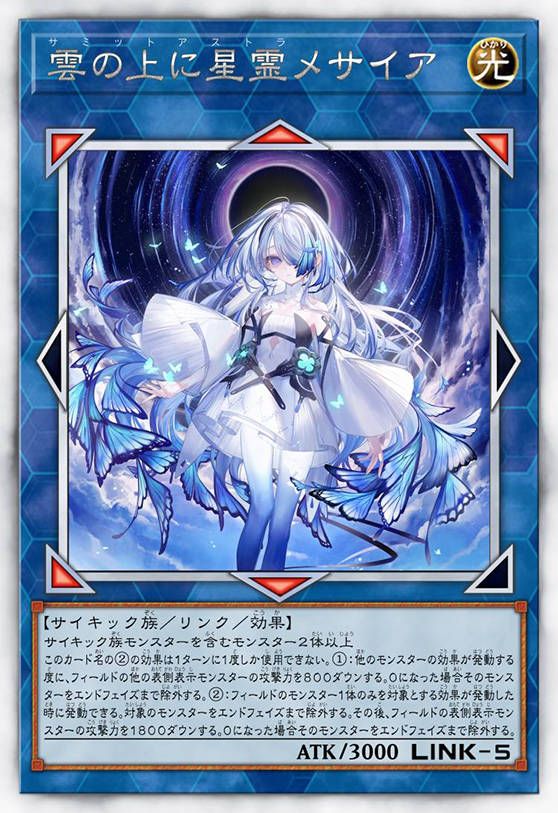 サミットアストラ
雲の上に星霊メサイア
ひかり
光
【サイキック族／リンク／効果】
サイキック族モンスターを含むモンスター2体以上
このカード名の②の効果は1ターンに1度しか使用できない。①：他のモンスターの効果が発動する
度に、フィールドの他の表側表示モンスターの攻撃力を800ダウンする。0になった場合そのモンス
ターをエンドフェイズまで除外する。②：フィールドのモンスター1体のみを対象とする効果が発動した
時に発動できる。対象のモンスターをエンドフェイズまで除外する。その後、フィールドの表側表示モン
スターの攻撃力を1800ダウンする。0になった場合そのモンスターをエンドフェイズまで除外する。
ATK/3000 LINK-5